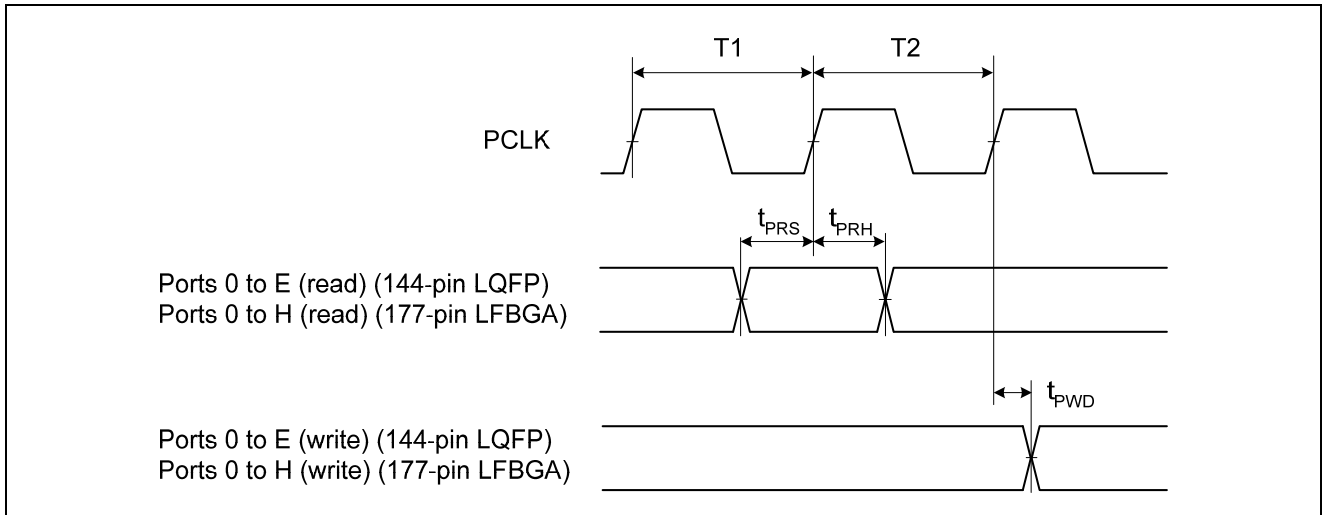 T1
T2
PCLK
tPRS
tPRH
Ports 0 to E (read) (144-pin LQFP)
Ports 0 to H (read) (177-pin LFBGA)
tPWD
Ports 0 to E (write) (144-pin LQFP)
Ports 0 to H (write) (177-pin LFBGA)